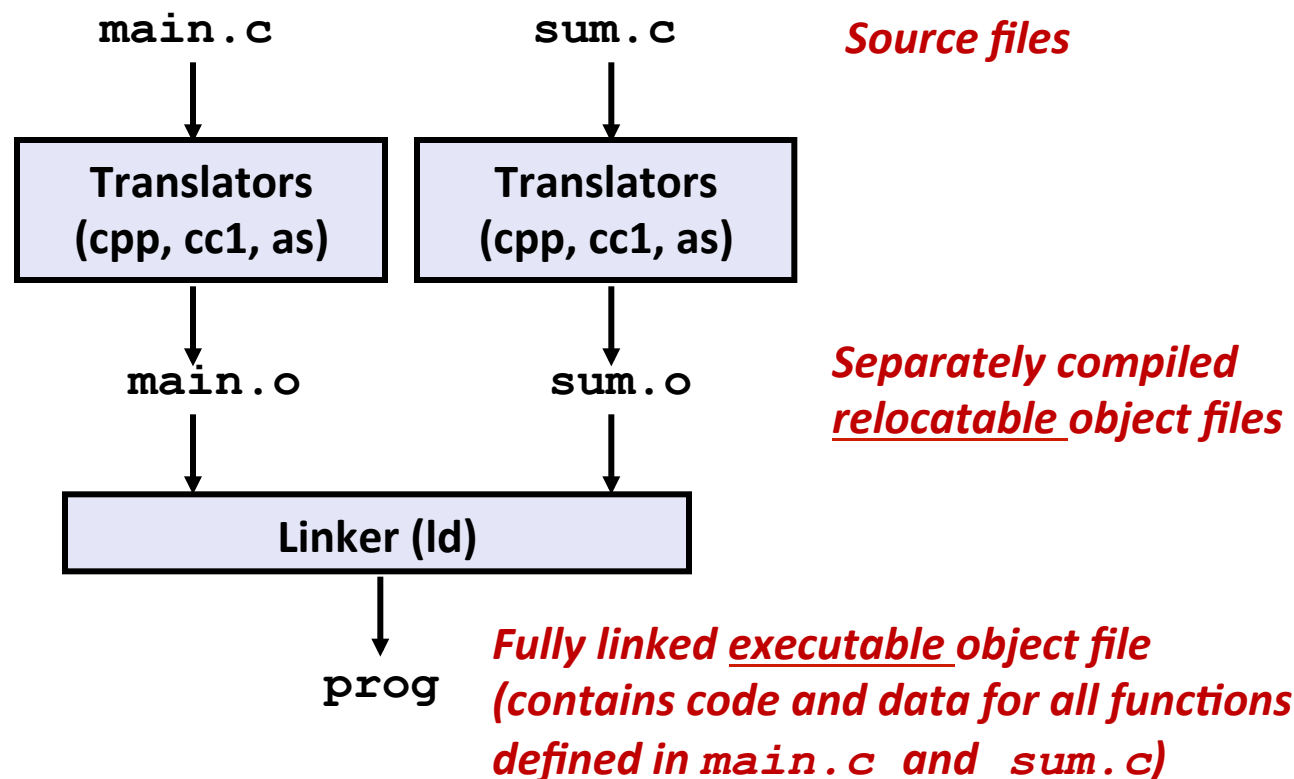 main.c
sum.c
Source files
Translators
(cpp, cc1, as)
Translators
(cpp, cc1, as)
main.o
sum.o
Separately compiled
relocatable object files
Linker (ld)
prog
Fully linked executable object file
(contains code and data for all functions
defined in main.c and sum.c)